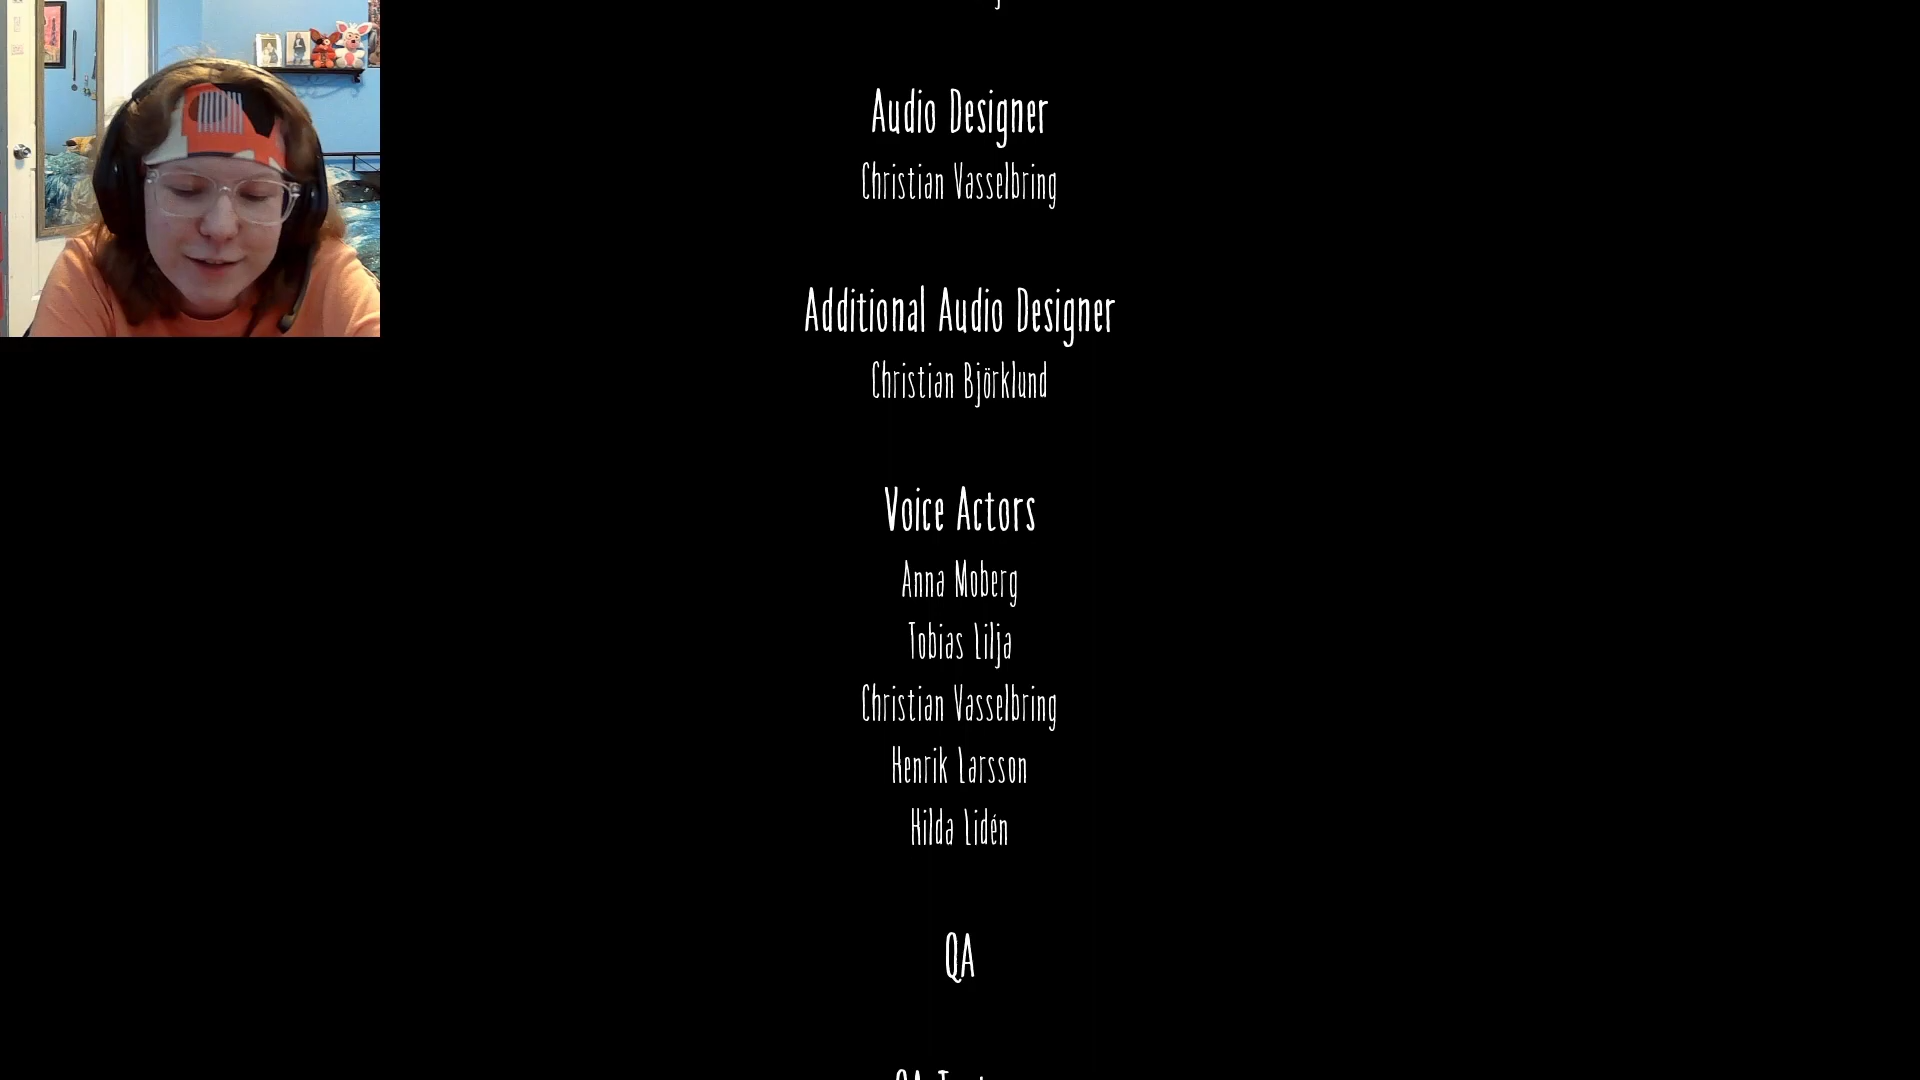 Audio Designer
Christian Vasselbring
Additional Audio Designer
Christian Björklund
Voice Actors
Anna Moberg
Tobias Lilja
Christian Vasselbring
Henrik Larsson
Hilda Lidén
QA